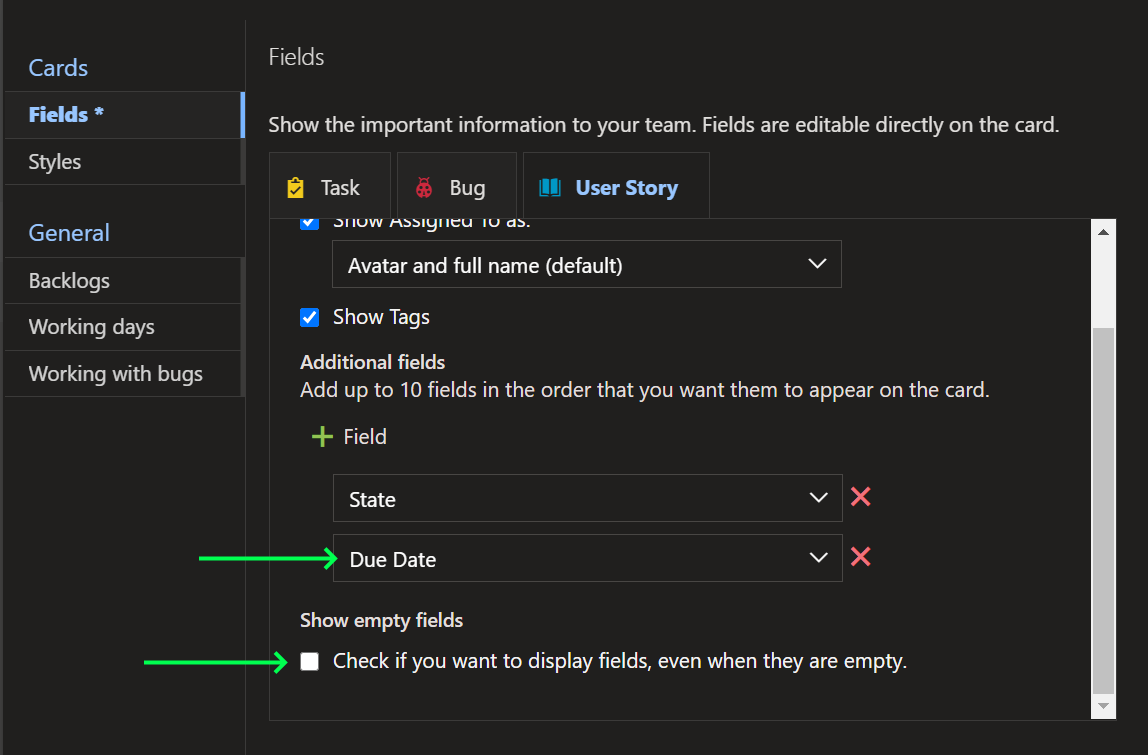 Cards
Fields *
Styles
General
Backlogs
Working days
Working with bugs
Fields
Show the important information to your team. Fields are editable directly on the card.
Task
Bug
User Story
Show Assigned To as:
Avatar and full name (default)
Show Tags
Additional fields
Add up to 10 fields in the order that you want them to appear on the card.
Field
State
Due Date
Show empty fields
Check if you want to display fields, even when they are empty.